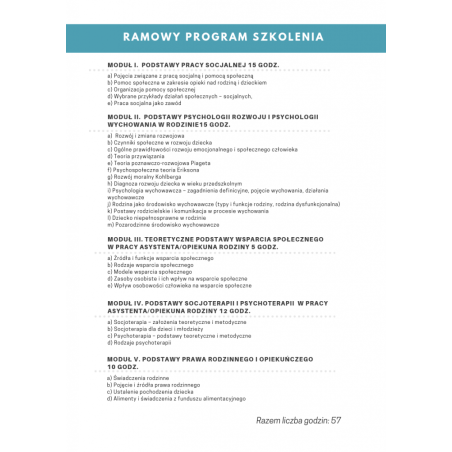 RAMOWY PROGRAM SZKOLENIA
MODUŁ I. PODSTAWY PRACY SOCJALNEJ 15 GODZ.
a) Pojęcia związane z pracą socjalną i pomocą społeczną
b) Pomoc społeczna w zakresie opieki nad rodziną i dzieckiem
c) Organizacja pomocy społecznej
d) Wybrane przykłady działań społecznych – socjalnych,
e) Praca socjalna jako zawód
MODUŁ II. PODSTAWY PSYCHOLOGII ROZWOJU I PSYCHOLOGII
WYCHOWANIA W RODZINIE15 GODZ.
a) Rozwój i zmiana rozwojowa
b) Czynniki społeczne w rozwoju dziecka
c) Ogólne prawidłowości rozwoju emocjonalnego i społecznego człowieka
d) Teoria przywiązania
e) Teoria poznawczo-rozwojowa Piageta
f) Psychospołeczna teoria Eriksona
g) Rozwój moralny Kohlberga
h) Diagnoza rozwoju dziecka w wieku przedszkolnym
i) Psychologia wychowawcza – zagadnienia definicyjne, pojęcie wychowania, działania
wychowawcze
j) Rodzina jako środowisko wychowawcze (typy i funkcje rodziny, rodzina dysfunkcjonalna)
k) Postawy rodzicielskie i komunikacja w procesie wychowania
l) Dziecko niepełnosprawne w rodzinie
m) Pozarodzinne środowisko wychowawcze
MODUŁ III. TEORETYCZNE PODSTAWY WSPARCIA SPOŁECZNEGO
W PRACY ASYSTENTA/OPIEKUNA RODZINY 5 GODZ.
a) Źródła i funkcje wsparcia społecznego
b) Rodzaje wsparcia społecznego
c) Modele wsparcia społecznego
d) Zasoby osobiste i ich wpływ na wsparcie społeczne
e) Wpływ osobowości człowieka na wsparcie społeczne
MODUŁ IV. PODSTAWY SOCJOTERAPII I PSYCHOTERAPII W PRACY
ASYSTENTA/OPIEKUNA RODZINY 12 GODZ.
a) Socjoterapia – założenia teoretyczne i metodyczne
b) Socjoterapia dla dzieci i młodzieży
c) Psychoterapia – podstawy teoretyczne i metodyczne
d) Rodzaje psychoterapii
MODUŁ V. PODSTAWY PRAWA RODZINNEGO I OPIEKUŃCZEGO
10 GODZ.
a) Świadczenia rodzinne
b) Pojęcie i źródła prawa rodzinnego
c) Ustalenie pochodzenia dziecka
d) Alimenty i świadczenia z funduszu alimentacyjnego
Razem liczba godzin: 57